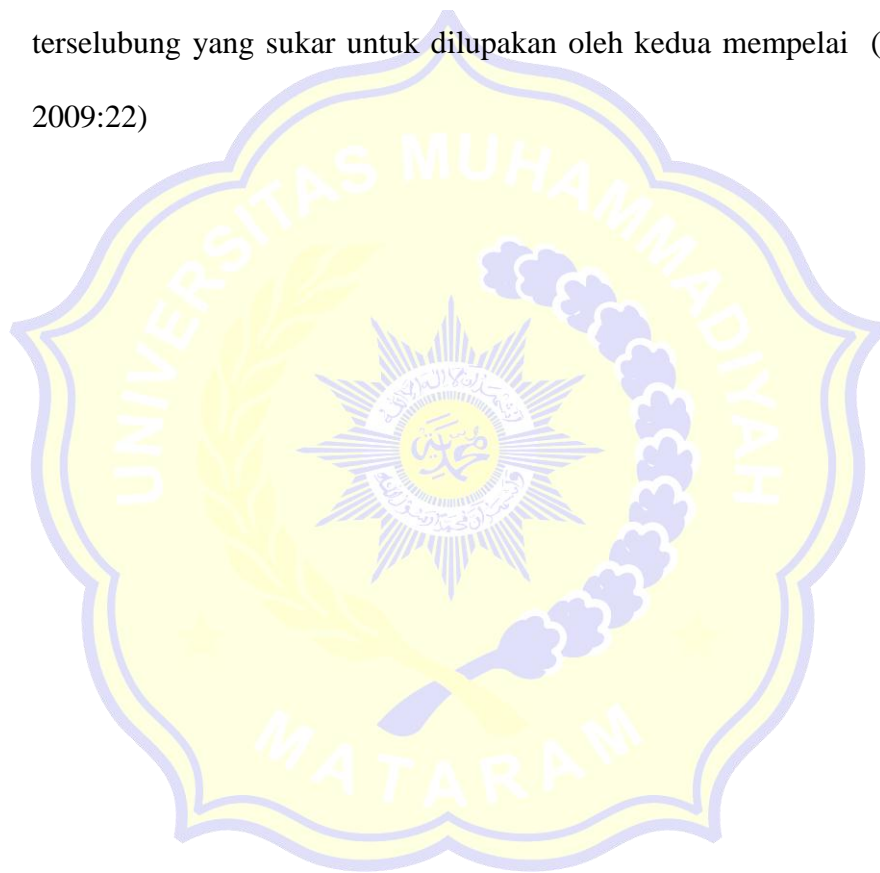 terselubung yang sukar untuk dilupakan oleh kedua mempelai (
2009:22)
UNIVERSITAS MUHAMMADIYAH
MATARAM